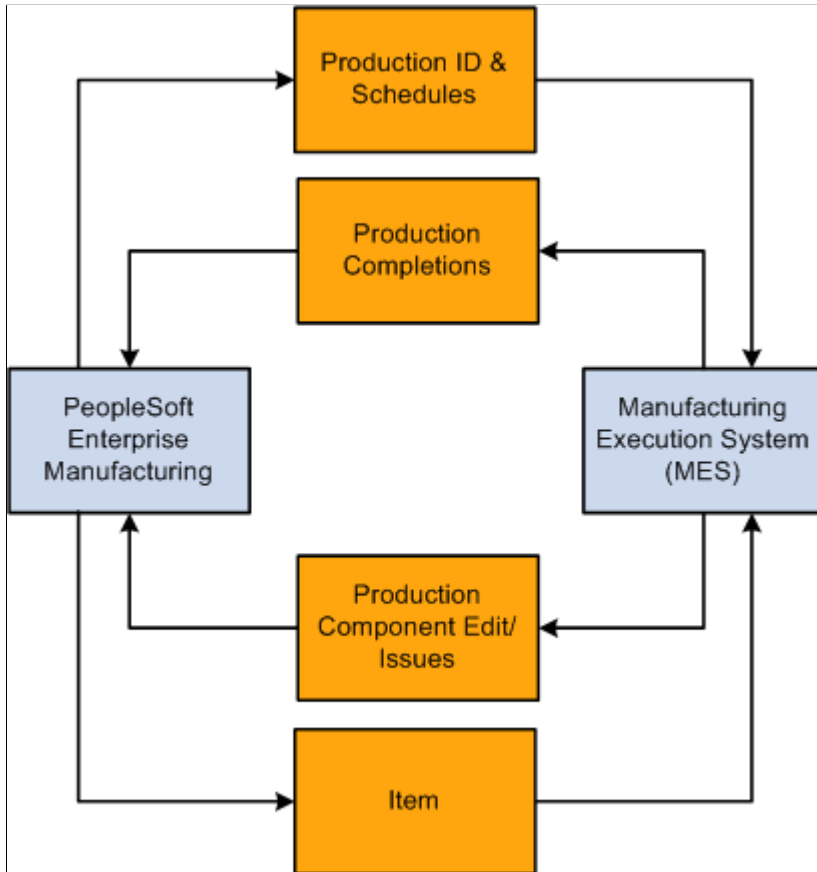 Production ID &
Schedules
Production
Completions
PeopleSoft
Enterprise
Manufacturing
Manufacturing
Execution System
(MES)
Production
Component Edit/
Issues
Item